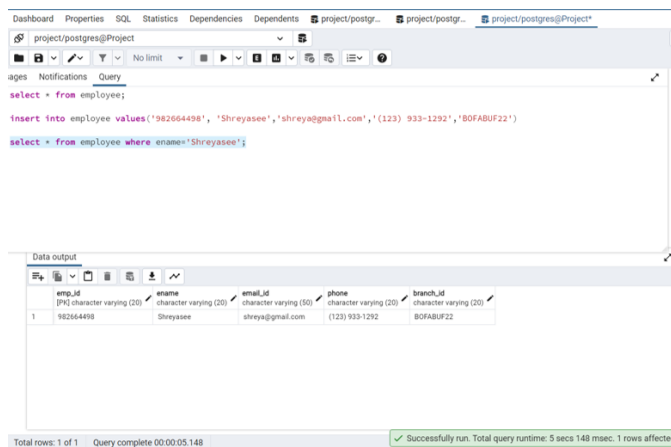 Dashboard Properties SQL Statistics Dependencies Dependents project/postgr... project/postgr... project/postgres@Project*
project/postgres@Project
No limit
sages Notifications Query
select * from employee;
insert into employee values('982664498', 'Shreyasee','shreya@gmail.com','(123) 933-1292','BOFABUF22')
select * from employee where ename='Shreyasee';
Data output
emp_id ename email_id phone branch_id
[PK] character varying (20) character varying (20) character varying (50) character varying (20) character varying (20)
1 982664498 Shreyasee shreya@gmail.com (123) 933-1292 BOFABUF22
Total rows: 1 of 1 Query complete 00:00:05.148
Successfully run. Total query runtime: 5 secs 148 msec. 1 rows affecte